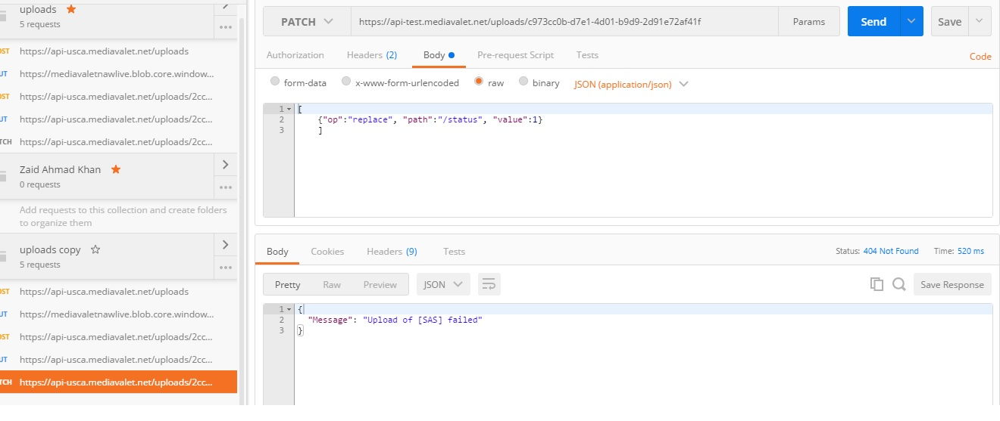 uploads
5 requests
OST https://api-usca.mediavalet.net/uploads
UT https://mediavaletnawlive.blob.core.window...
OST https://api-usca.mediavalet.net/uploads/2cc...
UT https://api-usca.mediavalet.net/uploads/2cc...
TCH https://api-usca.mediavalet.net/uploads/2cc...
Zaid Ahmad Khan
0 requests
Add requests to this collection and create folders
to organize them
uploads copy
5 requests
OST https://api-usca.mediavalet.net/uploads
UT https://mediavaletnawlive.blob.core.window...
OST https://api-usca.mediavalet.net/uploads/2cc...
UT https://api-usca.mediavalet.net/uploads/2cc...
TCH https://api-usca.mediavalet.net/uploads/2cc...
PATCH https://api-test.mediavalet.net/uploads/c973cc0b-d7e1-4d01-b9d9-2d91e72af41f Params Send Save
Authorization Headers (2) Body Pre-request Script Tests Code
form-data x-www-form-urlencoded raw binary JSON (application/json)
1 [
2 {"op":"replace", "path":"/status", "value":1}
3 ]
Body Cookies Headers (9) Tests Status: 404 Not Found Time: 520 ms
Pretty Raw Preview JSON Save Response
1 {
2 "Message": "Upload of [SAS] failed"
3 }